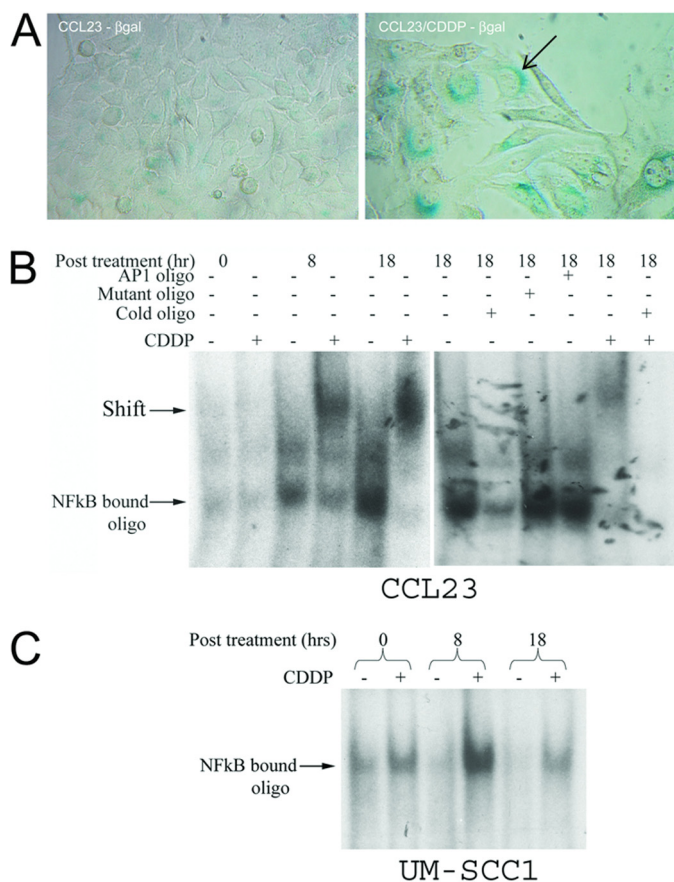 A
CCL23 - βgal
CCL23/CDDP - βgal
B
Post treatment (hr) 0 8 18 18 18 18 18 18 18
AP1 oligo - - - - - - - - - + - -
Mutant oligo - - - - - - - - + - - -
Cold oligo - - - - - - - + - - - +
CDDP - + - + - + - - - - + +
Shift
NFkB bound
oligo
CCL23
C
Post treatment (hrs) 0 8 18
CDDP - + - + - +
NFkB bound
oligo
UM-SCC1